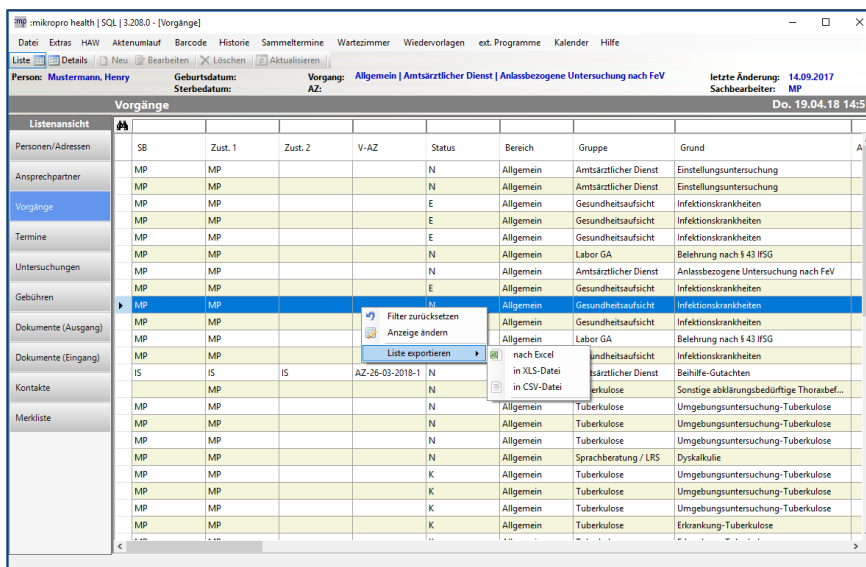 :mp :mikropro health | SQL | 3.208.0 - [Vorgänge]
Datei Extras HAW Aktenumlauf Barcode Historie Sammeltermine Wartezimmer Wiedervorlagen ext. Programme Kalender Hilfe
Liste Details Neu Bearbeiten Löschen Aktualisieren
Person: Mustermann, Henry Geburtsdatum: Vorgang: Allgemein | Amtsärztlicher Dienst | Anlassbezogene Untersuchung nach FeV letzte Änderung: 14.09.2017
Sterbedatum: AZ: Sachbearbeiter: MP
Vorgänge Do. 19.04.18 14:5
Listenansicht
Personen/Adressen
Ansprechpartner
Vorgänge
Termine
Untersuchungen
Gebühren
Dokumente (Ausgang)
Dokumente (Eingang)
Kontakte
Merkliste
SB Zust. 1 Zust. 2 V-AZ Status Bereich Gruppe Grund A
MP MP N Allgemein Amtsärztlicher Dienst Einstellungsuntersuchung
MP MP N Allgemein Amtsärztlicher Dienst Einstellungsuntersuchung
MP MP E Allgemein Gesundheitsaufsicht Infektionskrankheiten
MP MP E Allgemein Gesundheitsaufsicht Infektionskrankheiten
MP MP E Allgemein Gesundheitsaufsicht Infektionskrankheiten
MP MP N Allgemein Labor GA Belehrung nach § 43 IfSG
MP MP N Allgemein Amtsärztlicher Dienst Anlassbezogene Untersuchung nach FeV
MP MP E Allgemein Gesundheitsaufsicht Infektionskrankheiten
MP MP N Allgemein Gesundheitsaufsicht Infektionskrankheiten
MP MP Allgemein Gesundheitsaufsicht Infektionskrankheiten
MP MP Allgemein Labor GA Belehrung nach § 43 IfSG
MP MP undheitsaufsicht Infektionskrankheiten
IS IS IS AZ-26-03-2018-1 N tsärztlicher Dienst Beihilfe-Gutachten
MP N erkulose Sonstige abklärungsbedürftige Thoraxbef...
MP MP N Allgemein Tuberkulose Umgebungsuntersuchung-Tuberkulose
MP MP N Allgemein Tuberkulose Umgebungsuntersuchung-Tuberkulose
MP MP N Allgemein Sprachberatung / LRS Dyskalkulie
MP MP K Allgemein Tuberkulose Umgebungsuntersuchung-Tuberkulose
MP MP K Allgemein Tuberkulose Umgebungsuntersuchung-Tuberkulose
MP MP K Allgemein Tuberkulose Umgebungsuntersuchung-Tuberkulose
MP MP K Allgemein Tuberkulose Erkrankung-Tuberkulose
Filter zurücksetzen
Anzeige ändern
Liste exportieren
nach Excel
in XLS-Datei
in CSV-Datei